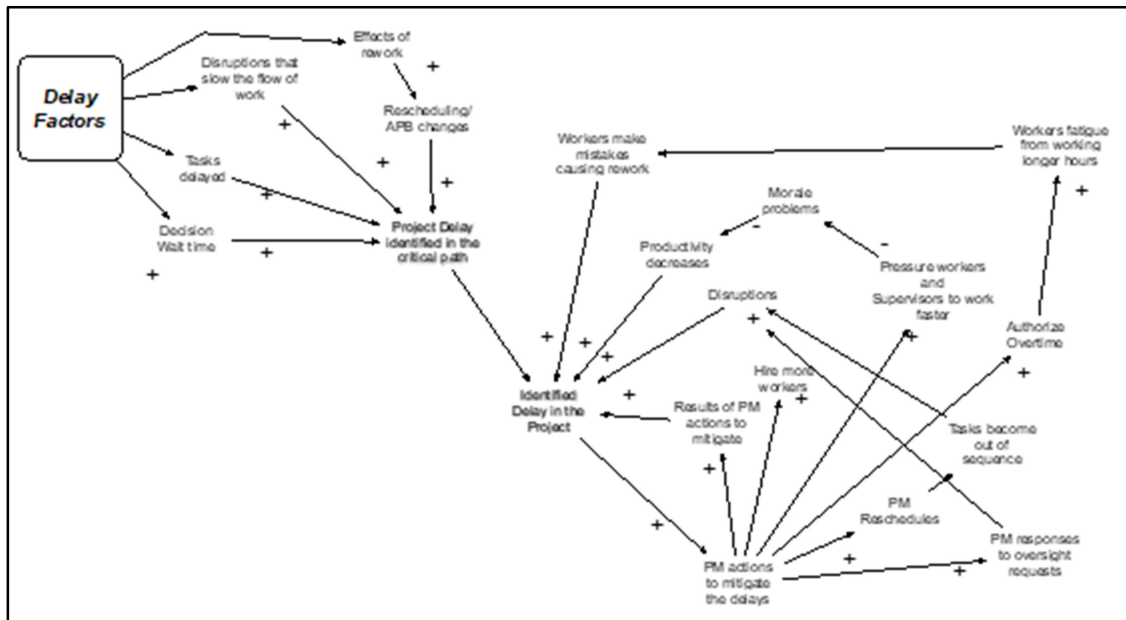 Delay
Factors
Effects of
rework
+
Disruptions that
slow the flow of
work
+
Rescheduling/
APB changes
+
+
Tasks
delayed
+
Decision
Wait time
+
+
Project Delay
identified in the
critical path
Workers make
mistakes
causing rework
+
Workers fatigue
from working
longer hours
+
Morale
problems
-
-
Productivity
decreases
Pressure workers
and
Supervisors to work
faster
+
Disruptions
+
Authorize
Overtime
+
+
+
+
Hire more
workers
+
Identified
Delay in the
Project
+
Results of PM
actions to
mitigate
+
Tasks become
out of
sequence
PM
Reschedules
+
+
PM actions
to mitigate
the delays
PM responses
to oversight
requests
+